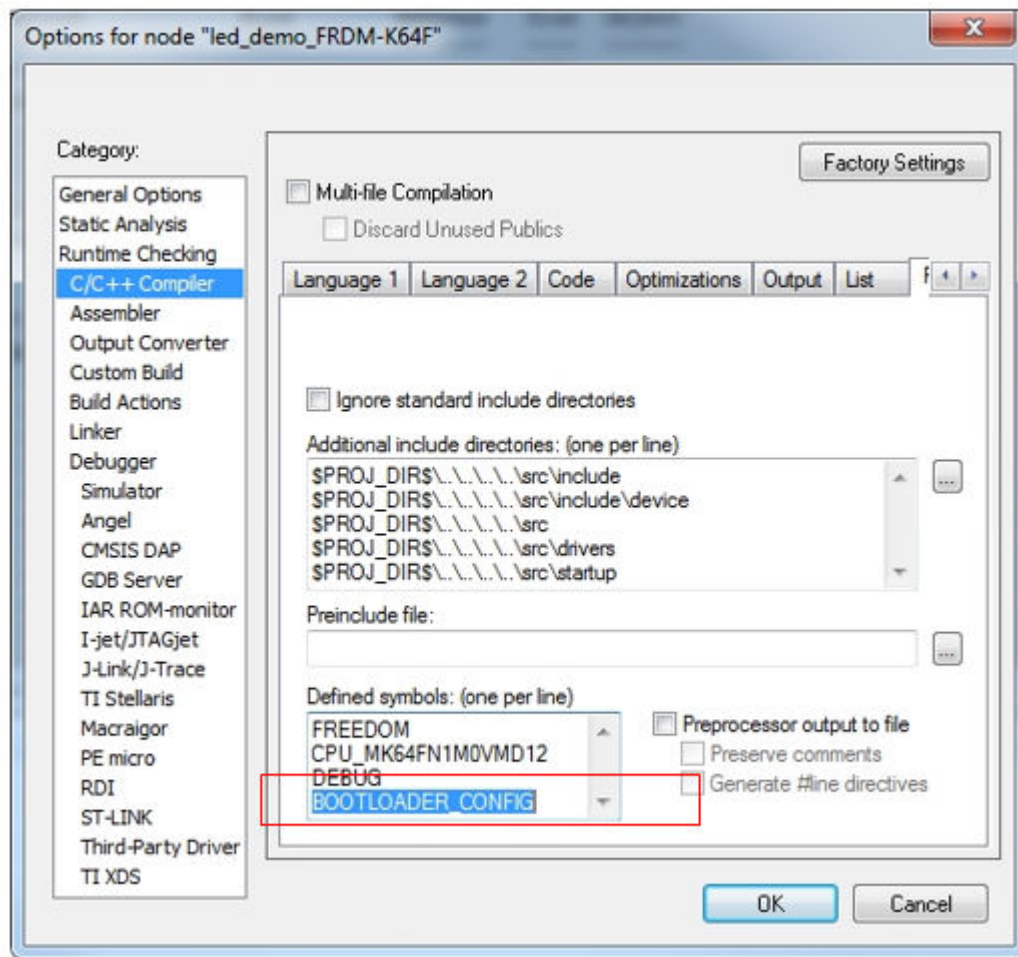 Options for node "led_demo_FRDM-K64F"
Category:
General Options
Static Analysis
Runtime Checking
C/C++ Compiler
Assembler
Output Converter
Custom Build
Build Actions
Linker
Debugger
Simulator
Angel
CMSIS DAP
GDB Server
IAR ROM-monitor
I-jet/JTAGjet
J-Link/J-Trace
TI Stellaris
Macraigor
PE micro
RDI
ST-LINK
Third-Party Driver
TI XDS
Factory Settings
Multi-file Compilation
Discard Unused Publics
Language 1 Language 2 Code Optimizations Output List
Ignore standard include directories
Additional include directories: (one per line)
$PROJ_DIR$\..\..\..\..\src\include
$PROJ_DIR$\..\..\..\..\src\include\device
$PROJ_DIR$\..\..\..\..\src
$PROJ_DIR$\..\..\..\..\src\drivers
$PROJ_DIR$\..\..\..\..\src\startup
...
Preinclude file:
...
Defined symbols: (one per line)
FREEDOM
CPU_MK64FN1M0VMD12
DEBUG
BOOTLOADER_CONFIG
Preprocessor output to file
Preserve comments
Generate #line directives
OK Cancel